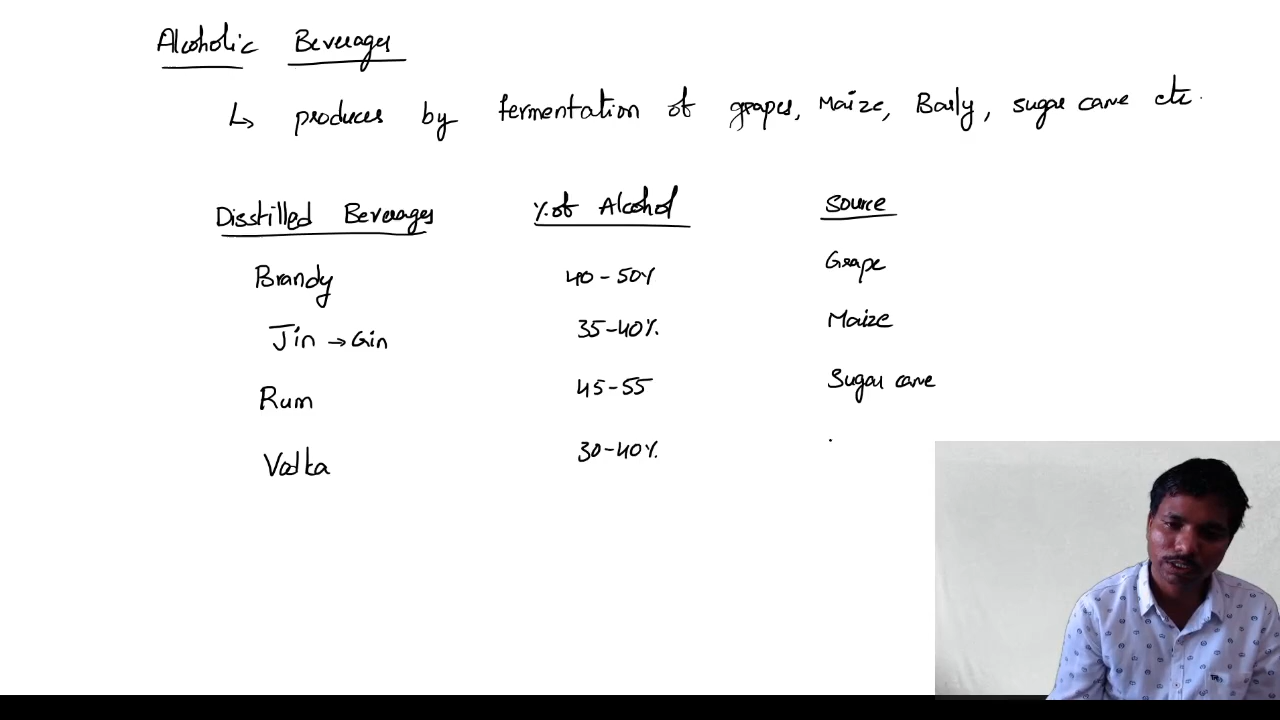 Alcoholic Beverages
↳ produces by fermentation of grapes, Maize, Barly, sugar cane etc.
Disstilled Beverages % of Alcohol Source
Brandy 40-50% Grape
Jin → Gin 35-40% Maize
Rum 45-55 Sugar cane
Vodka 30-40%